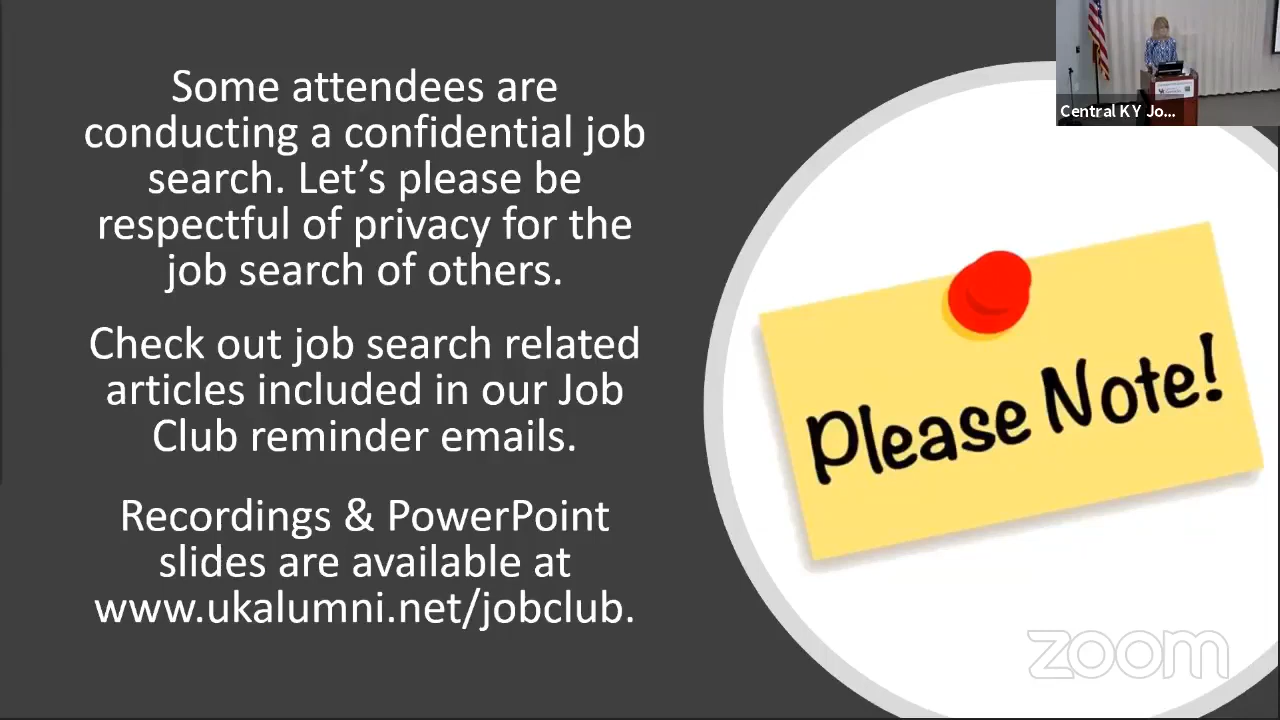 Some attendees are
conducting a confidential job
search. Let’s please be
respectful of privacy for the
job search of others.
Check out job search related
articles included in our Job
Club reminder emails.
Recordings & PowerPoint
slides are available at
www.ukalumni.net/jobclub.
Central KY Jo...
Please Note!
zoom